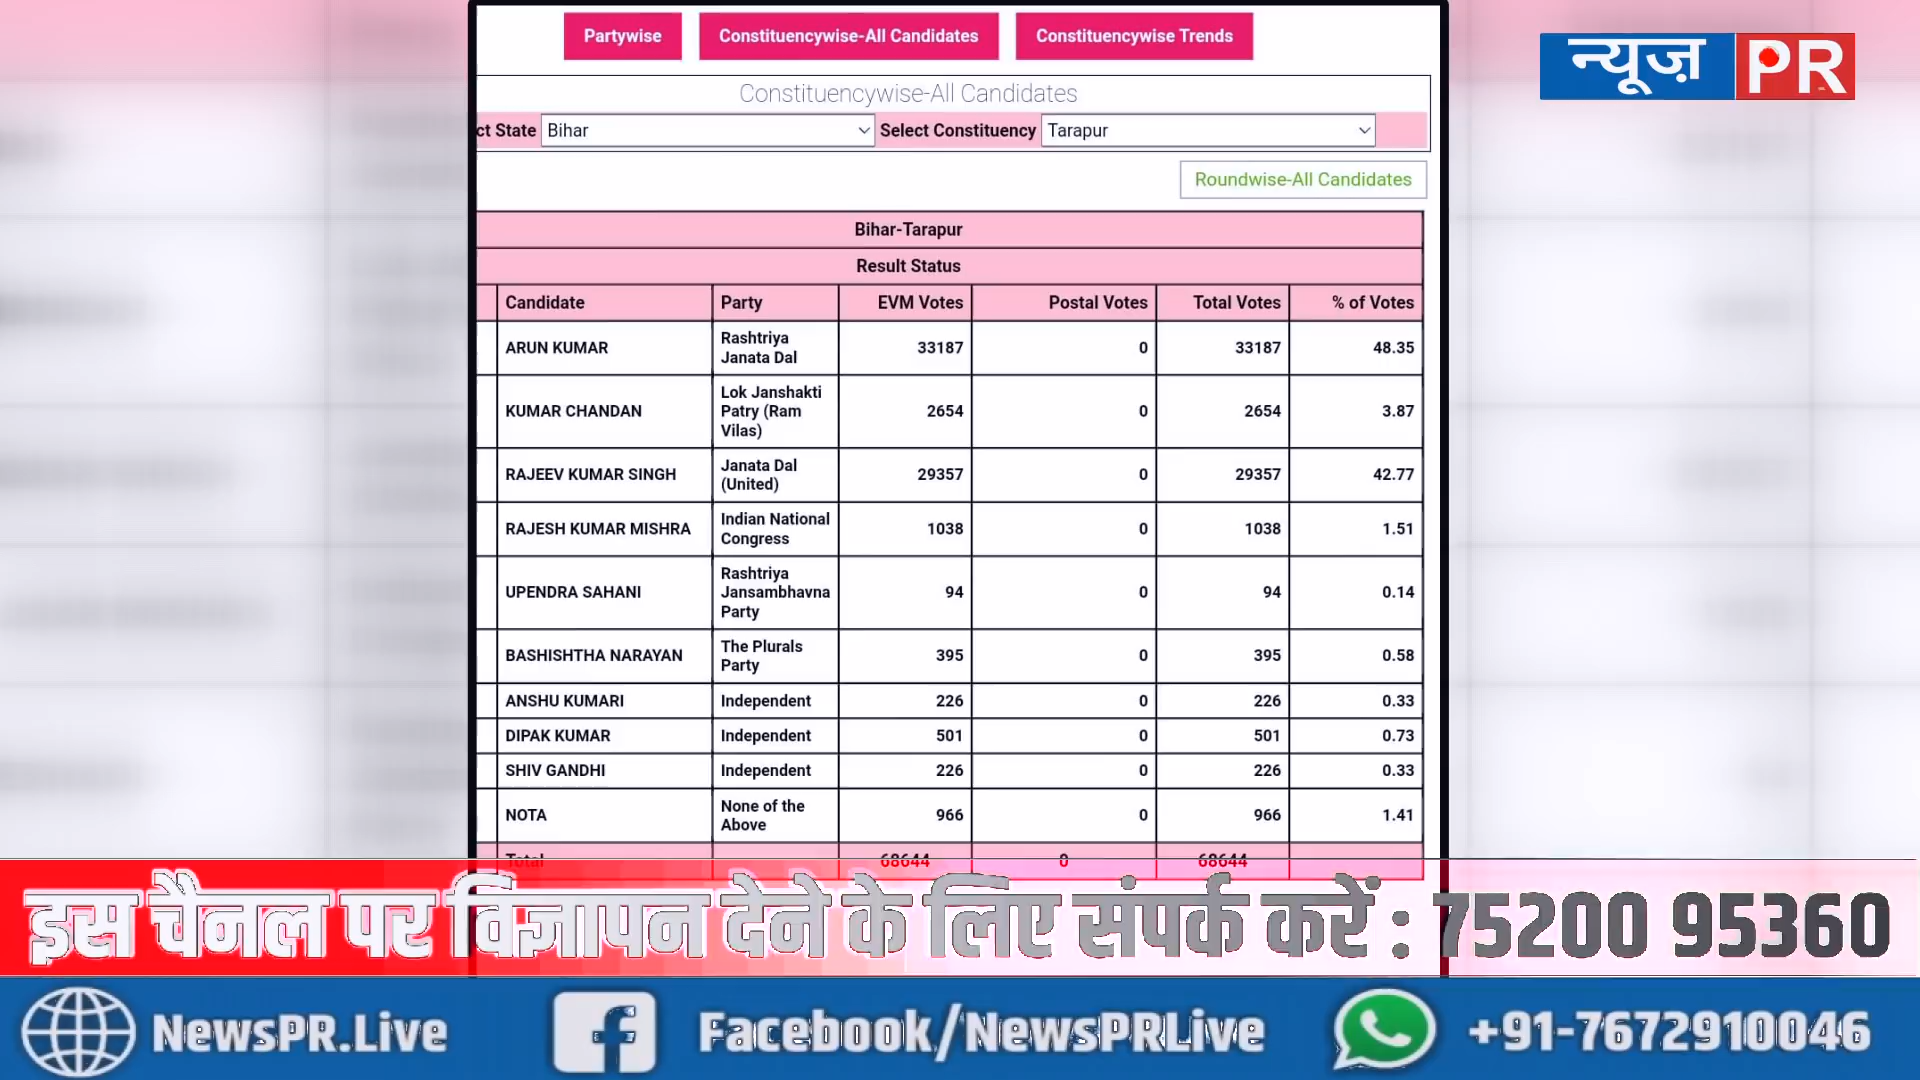 Partywise Constituencywise-All Candidates Constituencywise Trends
न्यूज़ PR
Constituencywise-All Candidates
ct State Bihar Select Constituency Tarapur
Roundwise-All Candidates
Bihar-Tarapur
Result Status
Candidate Party EVM Votes Postal Votes Total Votes % of Votes
ARUN KUMAR Rashtriya Janata Dal 33187 0 33187 48.35
KUMAR CHANDAN Lok Janshakti Patry (Ram Vilas) 2654 0 2654 3.87
RAJEEV KUMAR SINGH Janata Dal (United) 29357 0 29357 42.77
RAJESH KUMAR MISHRA Indian National Congress 1038 0 1038 1.51
UPENDRA SAHANI Rashtriya Jansambhavna Party 94 0 94 0.14
BASHISHTHA NARAYAN The Plurals Party 395 0 395 0.58
ANSHU KUMARI Independent 226 0 226 0.33
DIPAK KUMAR Independent 501 0 501 0.73
SHIV GANDHI Independent 226 0 226 0.33
NOTA None of the Above 966 0 966 1.41
Total 68644 0 68644
इस चैनल पर विज्ञापन देने के लिए संपर्क करें : 75200 95360
NewsPR.Live Facebook/NewsPRLive +91-7672910046